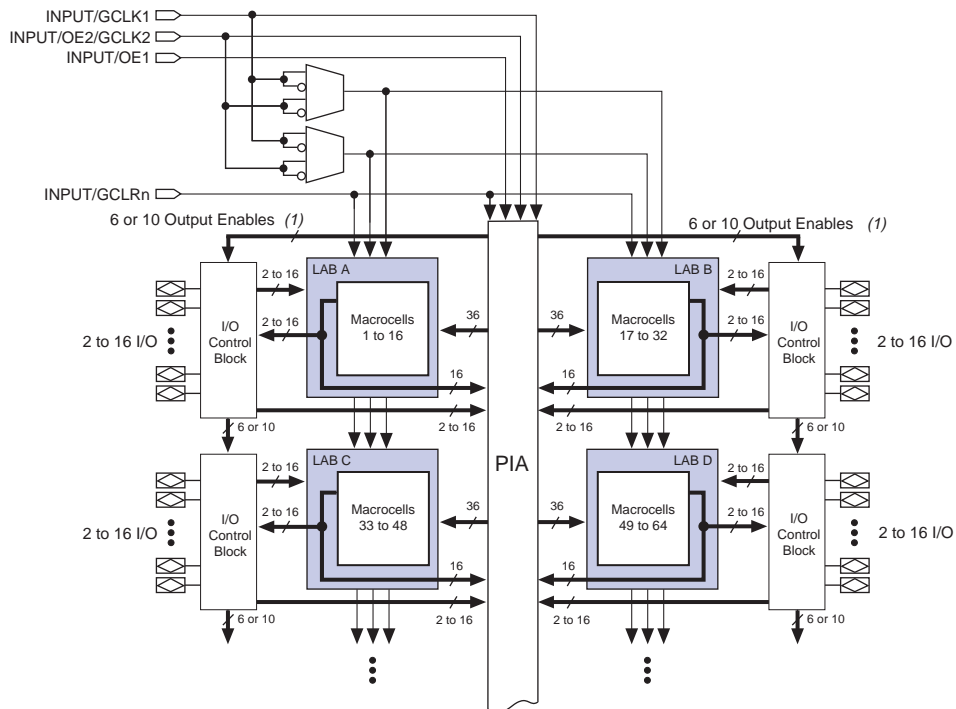 INPUT/GCLK1
INPUT/OE2/GCLK2
INPUT/OE1
INPUT/GCLRn
6 or 10 Output Enables (1)
6 or 10 Output Enables (1)
LAB A
LAB B
2 to 16
2 to 16
I/O
Control
Block
2 to 16
Macrocells
1 to 16
36
36
Macrocells
17 to 32
2 to 16
I/O
Control
Block
2 to 16 I/O
2 to 16 I/O
16
16
2 to 16
2 to 16
6 or 10
6 or 10
PIA
LAB C
LAB D
2 to 16
2 to 16
I/O
Control
Block
2 to 16
Macrocells
33 to 48
36
36
Macrocells
49 to 64
2 to 16
I/O
Control
Block
2 to 16 I/O
2 to 16 I/O
16
16
2 to 16
2 to 16
6 or 10
6 or 10